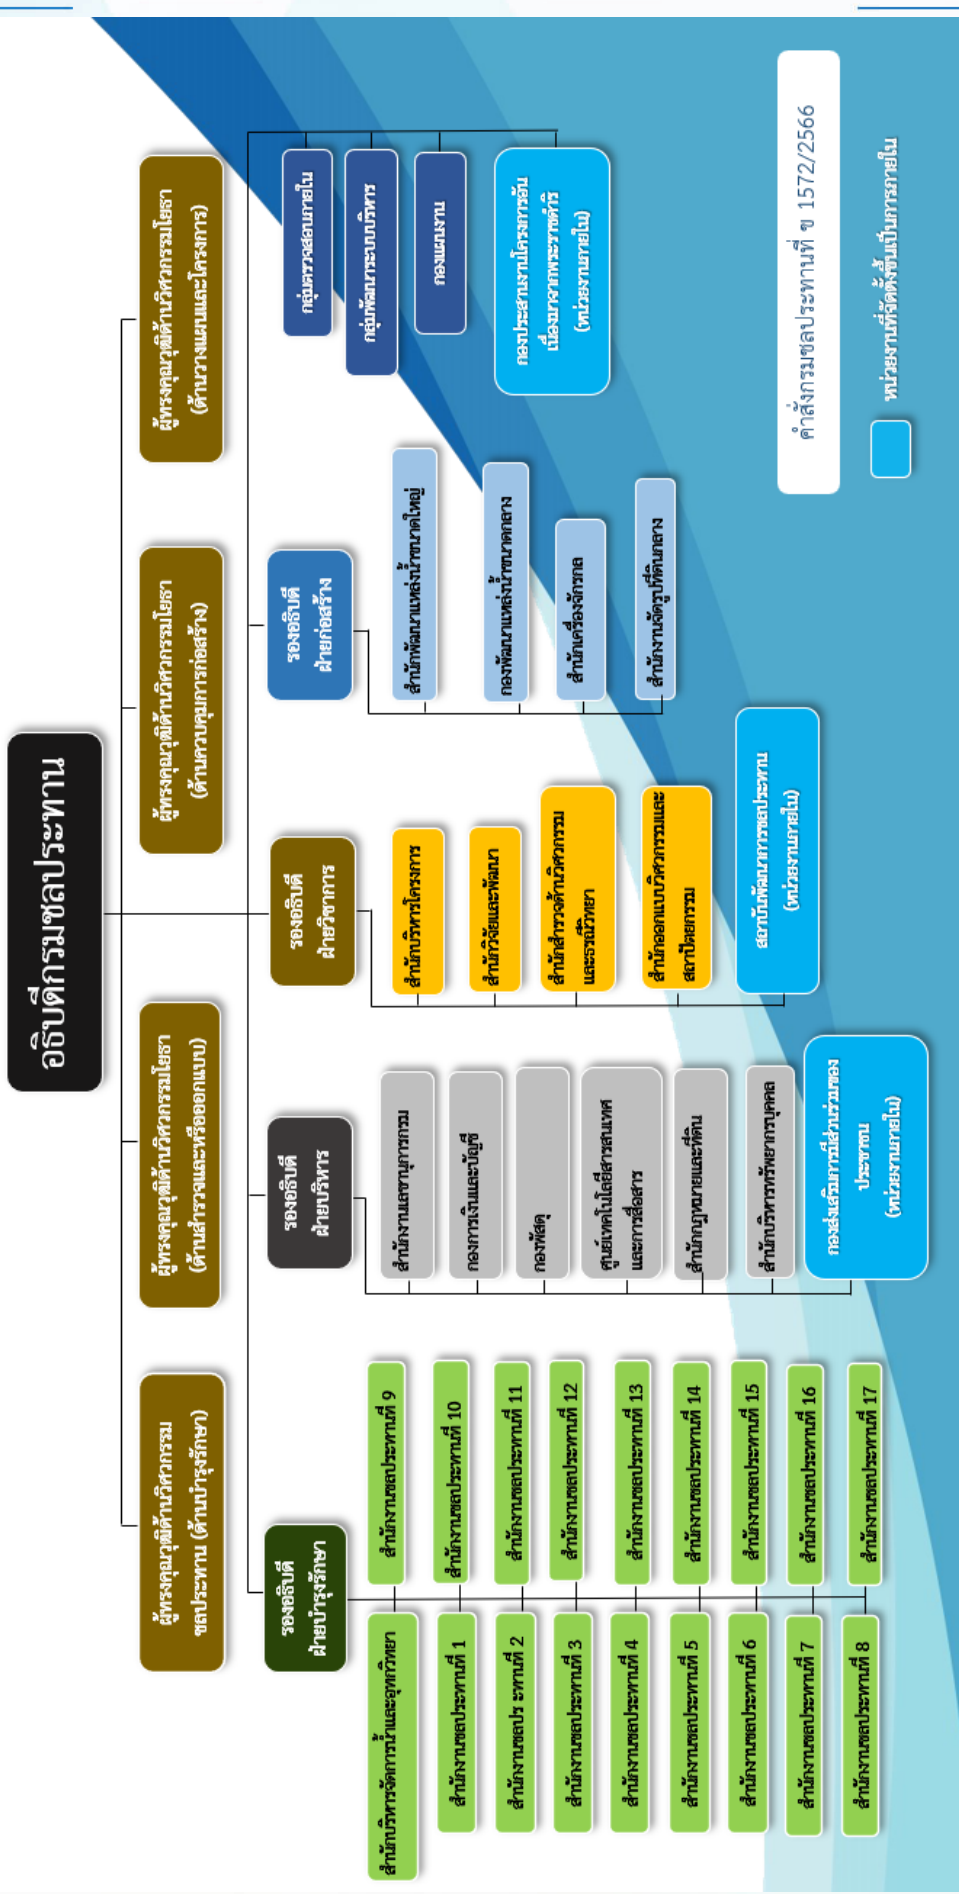 อธิบดีกรมชลประทาน
ผู้ทรงคุณวุฒิด้านวิศวกรรม
ชลประทาน (ด้านบำรุงรักษา)
ผู้ทรงคุณวุฒิด้านวิศวกรรมโยธา
(ด้านสำรวจและหรือออกแบบ)
ผู้ทรงคุณวุฒิด้านวิศวกรรมโยธา
(ด้านควบคุมการก่อสร้าง)
ผู้ทรงคุณวุฒิด้านวิศวกรรมโยธา
(ด้านวางแผนและโครงการ)
รองอธิบดี
ฝ่ายบำรุงรักษา
สำนักบริหารจัดการน้ำและอุทกวิทยา
สำนักงานชลประทานที่ 1
สำนักงานชลประ ทานที่ 2
สำนักงานชลประทานที่ 3
สำนักงานชลประทานที่ 4
สำนักงานชลประทานที่ 5
สำนักงานชลประทานที่ 6
สำนักงานชลประทานที่ 7
สำนักงานชลประทานที่ 8
สำนักงานชลประทานที่ 9
สำนักงานชลประทานที่ 10
สำนักงานชลประทานที่ 11
สำนักงานชลประทานที่ 12
สำนักงานชลประทานที่ 13
สำนักงานชลประทานที่ 14
สำนักงานชลประทานที่ 15
สำนักงานชลประทานที่ 16
สำนักงานชลประทานที่ 17
รองอธิบดี
ฝ่ายบริหาร
สำนักงานเลขานุการกรม
กองการเงินและบัญชี
กองพัสดุ
ศูนย์เทคโนโลยีสารสนเทศ
และการสื่อสาร
สำนักกฎหมายและที่ดิน
สำนักบริหารทรัพยากรบุคคล
กองส่งเสริมการมีส่วนร่วมของ
ประชาชน
(หน่วยงานภายใน)
รองอธิบดี
ฝ่ายวิชาการ
สำนักบริหารโครงการ
สำนักวิจัยและพัฒนา
สำนักสำรวจด้านวิศวกรรม
และธรณีวิทยา
สำนักออกแบบวิศวกรรมและ
สถาปัตยกรรม
สถาบันพัฒนาการชลประทาน
(หน่วยงานภายใน)
รองอธิบดี
ฝ่ายก่อสร้าง
สำนักพัฒนาแหล่งน้ำขนาดใหญ่
กองพัฒนาแหล่งน้ำขนาดกลาง
สำนักเครื่องจักรกล
สำนักงานจัดรูปที่ดินกลาง
กลุ่มตรวจสอบภายใน
กลุ่มพัฒนาระบบบริหาร
กองแผนงาน
กองประสานงานโครงการอัน
เนื่องมาจากพระราชดำริ
(หน่วยงานภายใน)
คำสั่งกรมชลประทานที่ ข 1572/2566
หน่วยงานที่จัดตั้งขึ้นเป็นการภายใน